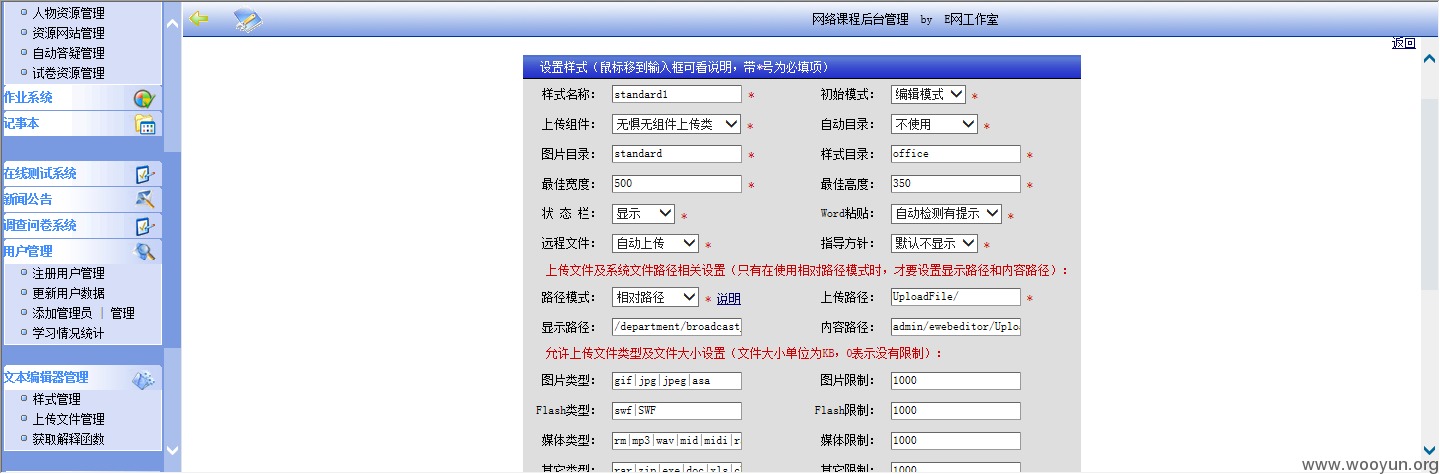 人物资源管理
资源网站管理
自动答疑管理
试卷资源管理
作业系统
记事本
在线测试系统
新闻公告
调查问卷系统
用户管理
注册用户管理
更新用户数据
添加管理员 | 管理
学习情况统计
文本编辑器管理
样式管理
上传文件管理
获取解释函数
网络课程后台管理 by E网工作室
返回
设置样式（鼠标移到输入框可看说明，带*号为必填项）
样式名称： standard1 * 初始模式： 编辑模式 *
上传组件： 无惧无组件上传类 * 自动目录： 不使用 *
图片目录： standard * 样式目录： office *
最佳宽度： 500 * 最佳高度： 350 *
状 态 栏： 显示 * Word粘贴： 自动检测有提示 *
远程文件： 自动上传 * 指导方针： 默认不显示 *
上传文件及系统文件路径相关设置（只有在使用相对路径模式时，才要设置显示路径和内容路径）：
路径模式： 相对路径 * 说明 上传路径： UploadFile/ *
显示路径： /department/broadcast 内容路径： admin/ewebeditor/Uplo
允许上传文件类型及文件大小设置（文件大小单位为KB，0表示没有限制）：
图片类型： gif|jpg|jpeg|asa 图片限制： 1000
Flash类型： swf|SWF Flash限制： 1000
媒体类型： rm|mp3|wav|mid|midi|r 媒体限制： 1000
其它类型： rar|zip|exe|doc|xls|c 其它限制： 1000
www.wooyun.org